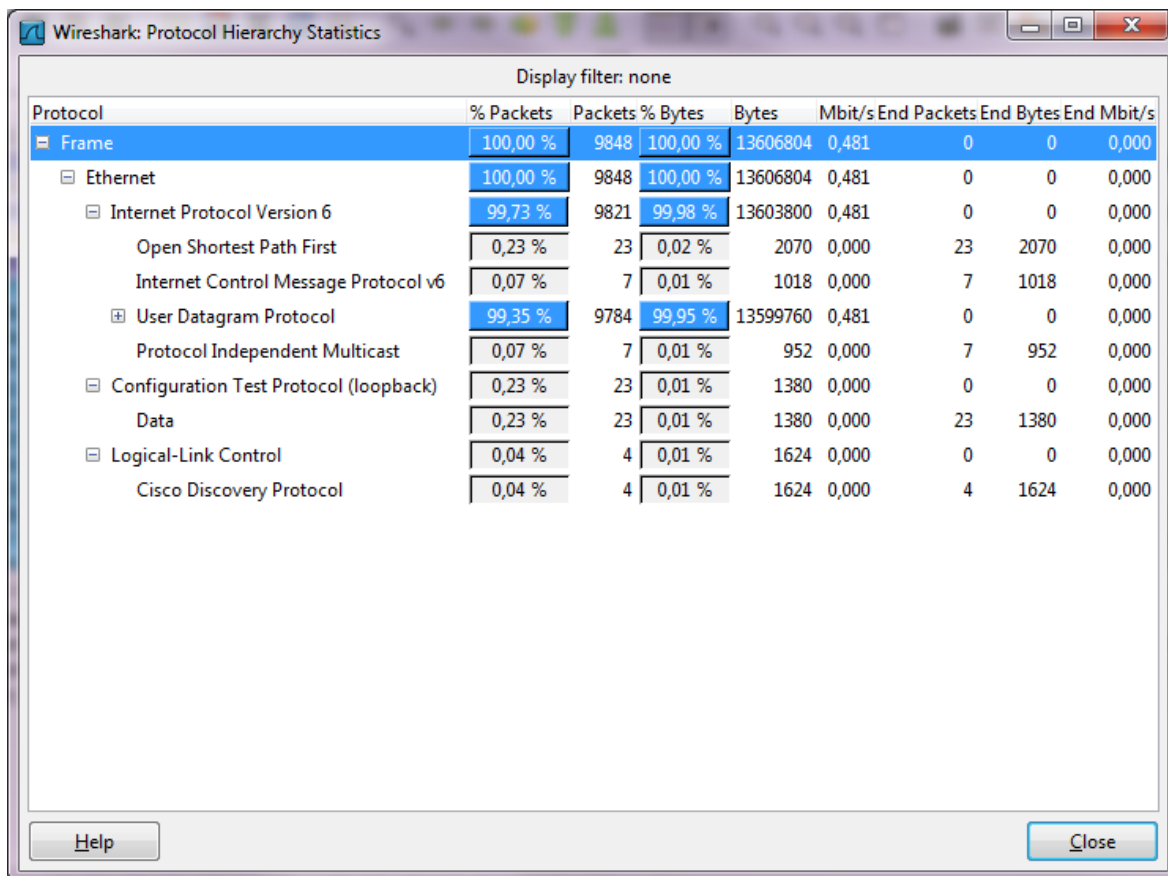 Wireshark: Protocol Hierarchy Statistics
Display filter: none
Protocol % Packets Packets % Bytes Bytes Mbit/s End Packets End Bytes End Mbit/s
Frame 100,00 % 9848 100,00 % 13606804 0,481 0 0 0,000
Ethernet 100,00 % 9848 100,00 % 13606804 0,481 0 0 0,000
Internet Protocol Version 6 99,73 % 9821 99,98 % 13603800 0,481 0 0 0,000
Open Shortest Path First 0,23 % 23 0,02 % 2070 0,000 23 2070 0,000
Internet Control Message Protocol v6 0,07 % 7 0,01 % 1018 0,000 7 1018 0,000
User Datagram Protocol 99,35 % 9784 99,95 % 13599760 0,481 0 0 0,000
Protocol Independent Multicast 0,07 % 7 0,01 % 952 0,000 7 952 0,000
Configuration Test Protocol (loopback) 0,23 % 23 0,01 % 1380 0,000 0 0 0,000
Data 0,23 % 23 0,01 % 1380 0,000 23 1380 0,000
Logical-Link Control 0,04 % 4 0,01 % 1624 0,000 0 0 0,000
Cisco Discovery Protocol 0,04 % 4 0,01 % 1624 0,000 4 1624 0,000
Help Close